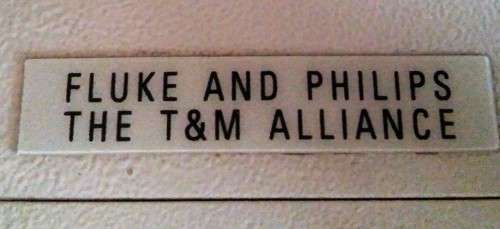 FLUKE AND PHILIPS
THE T&M ALLIANCE